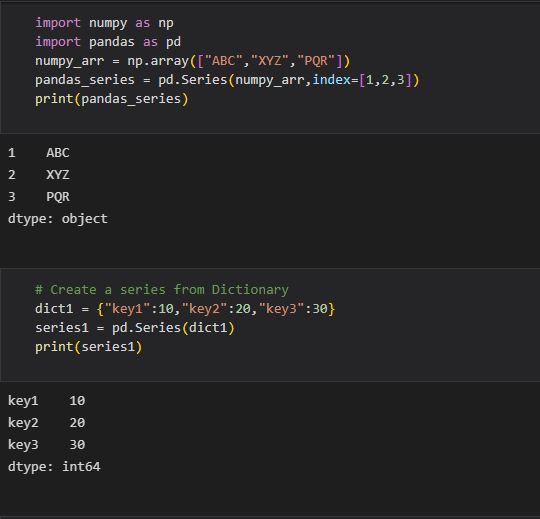 import numpy as np
import pandas as pd
numpy_arr = np.array(["ABC","XYZ","PQR"])
pandas_series = pd.Series(numpy_arr,index=[1,2,3])
print(pandas_series)
1    ABC
2    XYZ
3    PQR
dtype: object
# Create a series from Dictionary
dict1 = {"key1":10,"key2":20,"key3":30}
series1 = pd.Series(dict1)
print(series1)
key1    10
key2    20
key3    30
dtype: int64